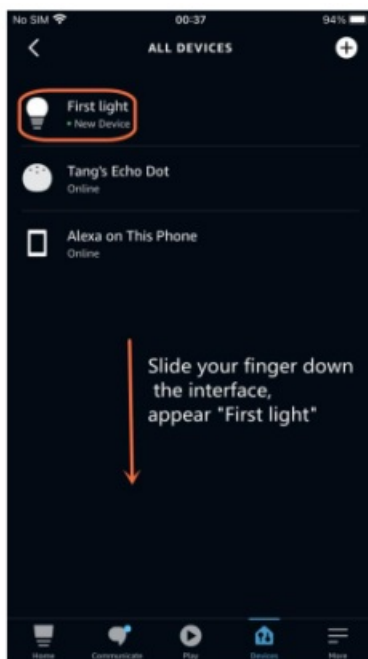 No SIM 00:37 94%
ALL DEVICES
First light
• New Device
Tang's Echo Dot
Online
Alexa on This Phone
Online
Slide your finger down
the interface,
appear "First light"
Home Communicate Play Devices More